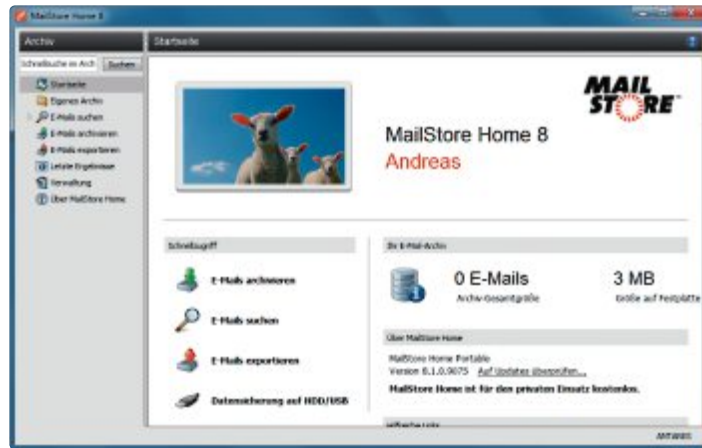 MailStore Home 8
Archiv
Startseite
Schnellsuche im Arch
Suchen
Startseite
Eigenes Archiv
E-Mails suchen
E-Mails archivieren
E-Mails exportieren
Letzte Ergebnisse
Verwaltung
Über MailStore Home
MAIL
STORE
MailStore Home 8
Andreas
Schnellzugriff
E-Mails archivieren
E-Mails suchen
E-Mails exportieren
Datensicherung auf HDD/USB
Ihr E-Mail-Archiv
0 E-Mails
3 MB
Archiv-Gesamtgröße
Größe auf Festplatte
Über MailStore Home
MailStore Home Portable
Version 8.1.0.9075 Auf Updates überprüfen...
MailStore Home ist für den privaten Einsatz kostenlos.
Hilfreiche Links